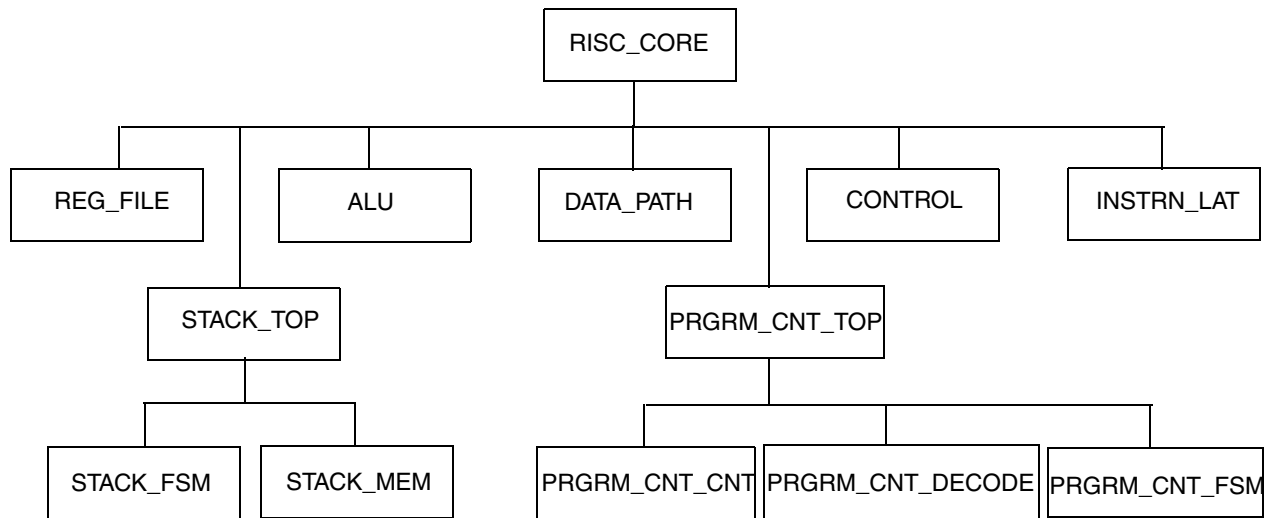 RISC_CORE
REG_FILE
ALU
DATA_PATH
CONTROL
INSTRN_LAT
STACK_TOP
PRGRM_CNT_TOP
STACK_FSM
STACK_MEM
PRGRM_CNT_CNT
PRGRM_CNT_DECODE
PRGRM_CNT_FSM